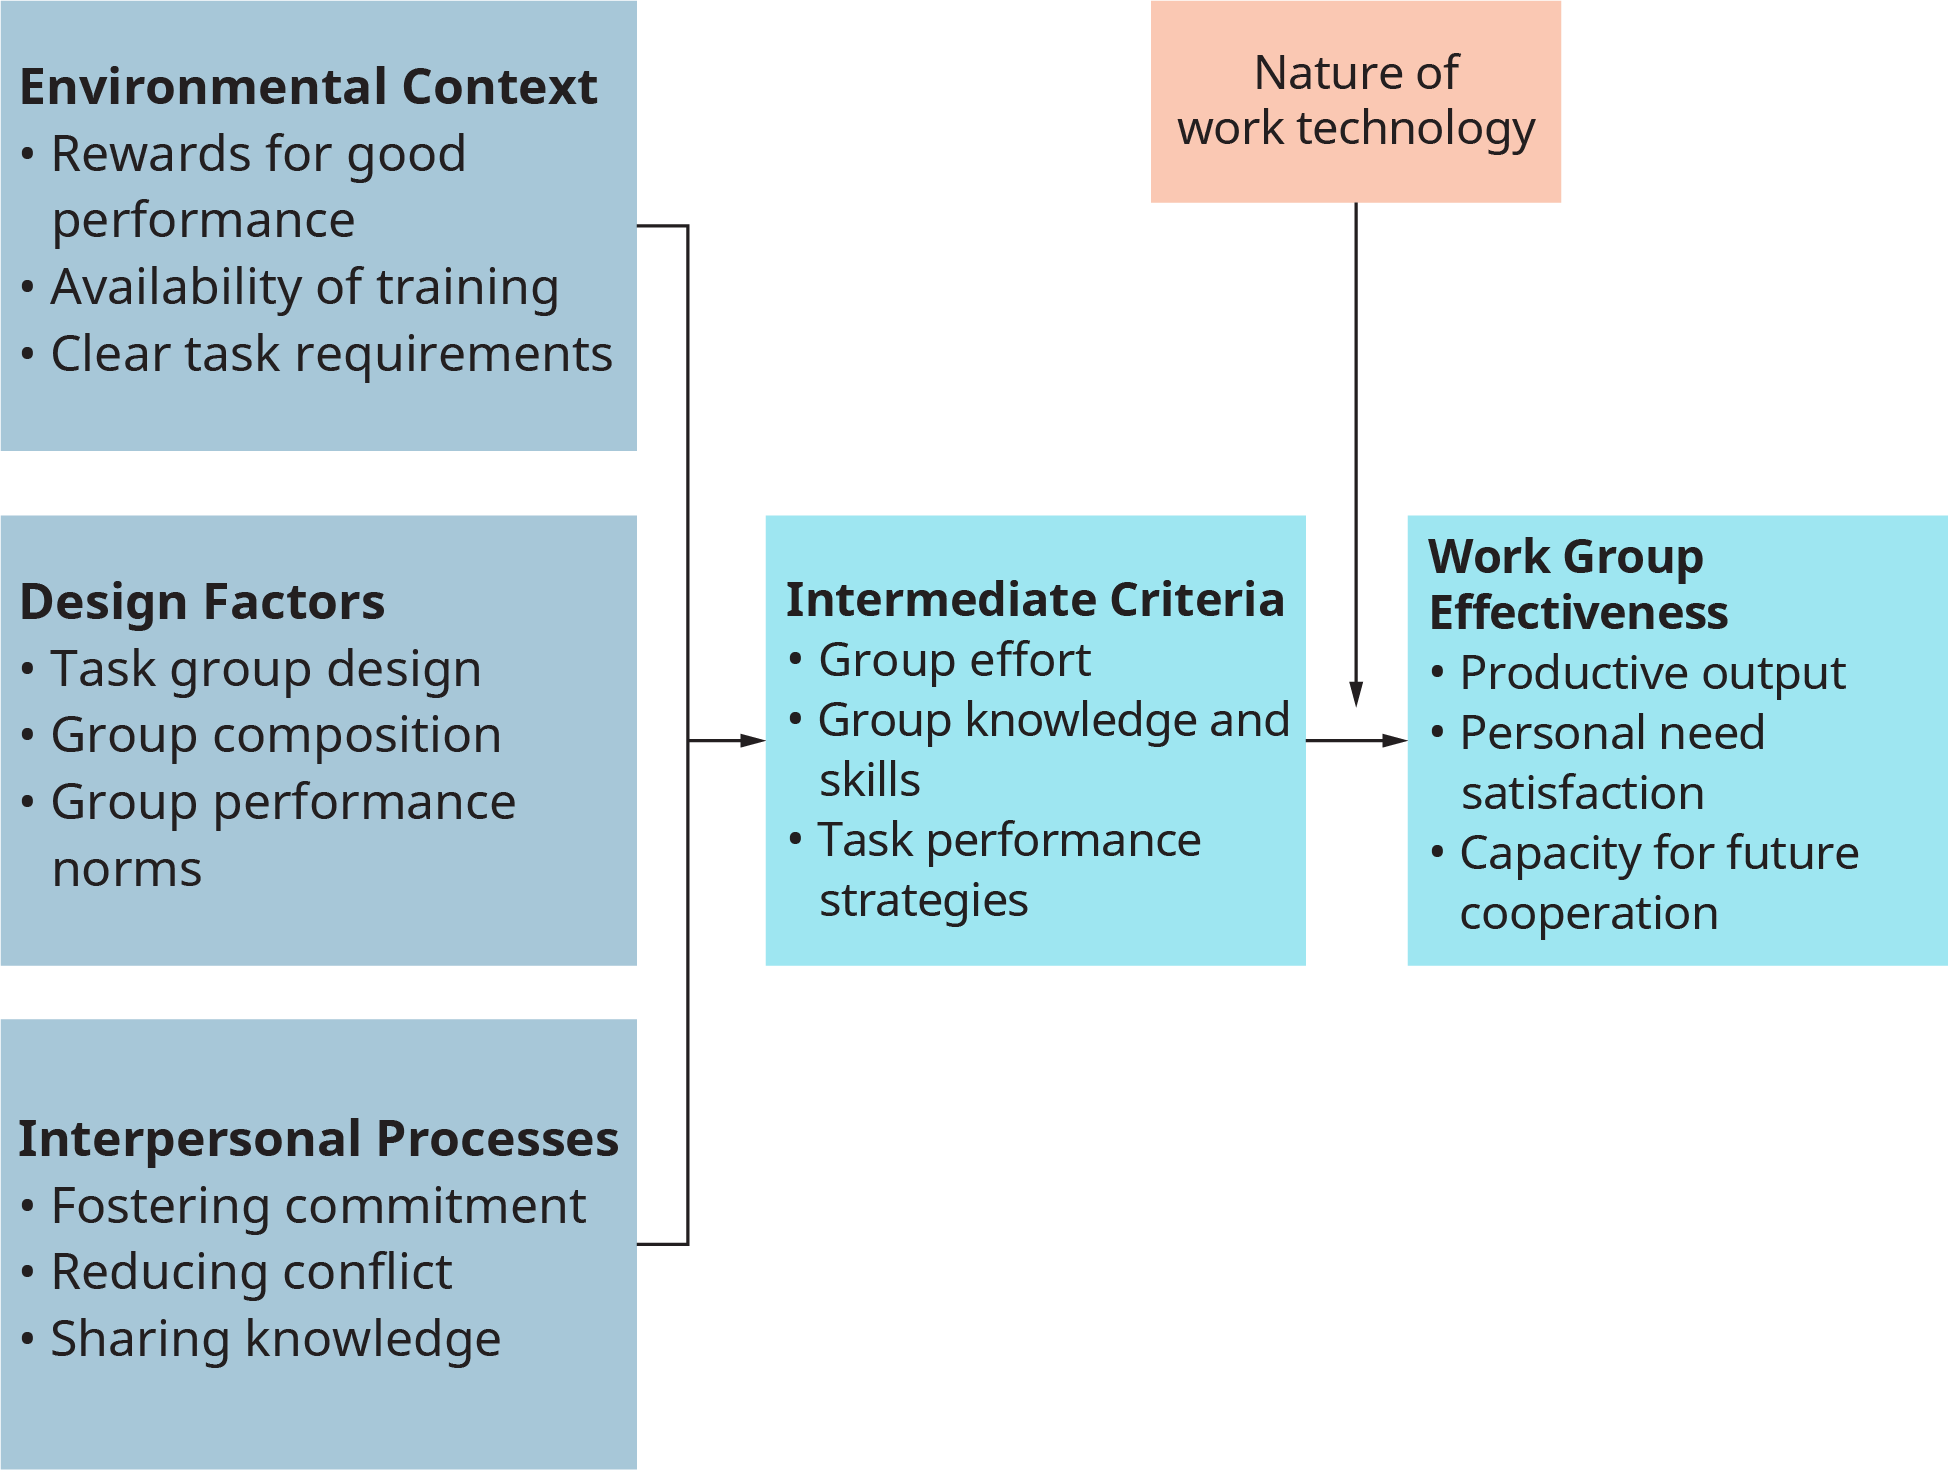 Environmental Context
• Rewards for good
performance
• Availability of training
• Clear task requirements
Nature of
work technology
Design Factors
• Task group design
• Group composition
• Group performance
norms
Intermediate Criteria
• Group effort
• Group knowledge and
skills
• Task performance
strategies
Work Group
Effectiveness
• Productive output
• Personal need
satisfaction
• Capacity for future
cooperation
Interpersonal Processes
• Fostering commitment
• Reducing conflict
• Sharing knowledge